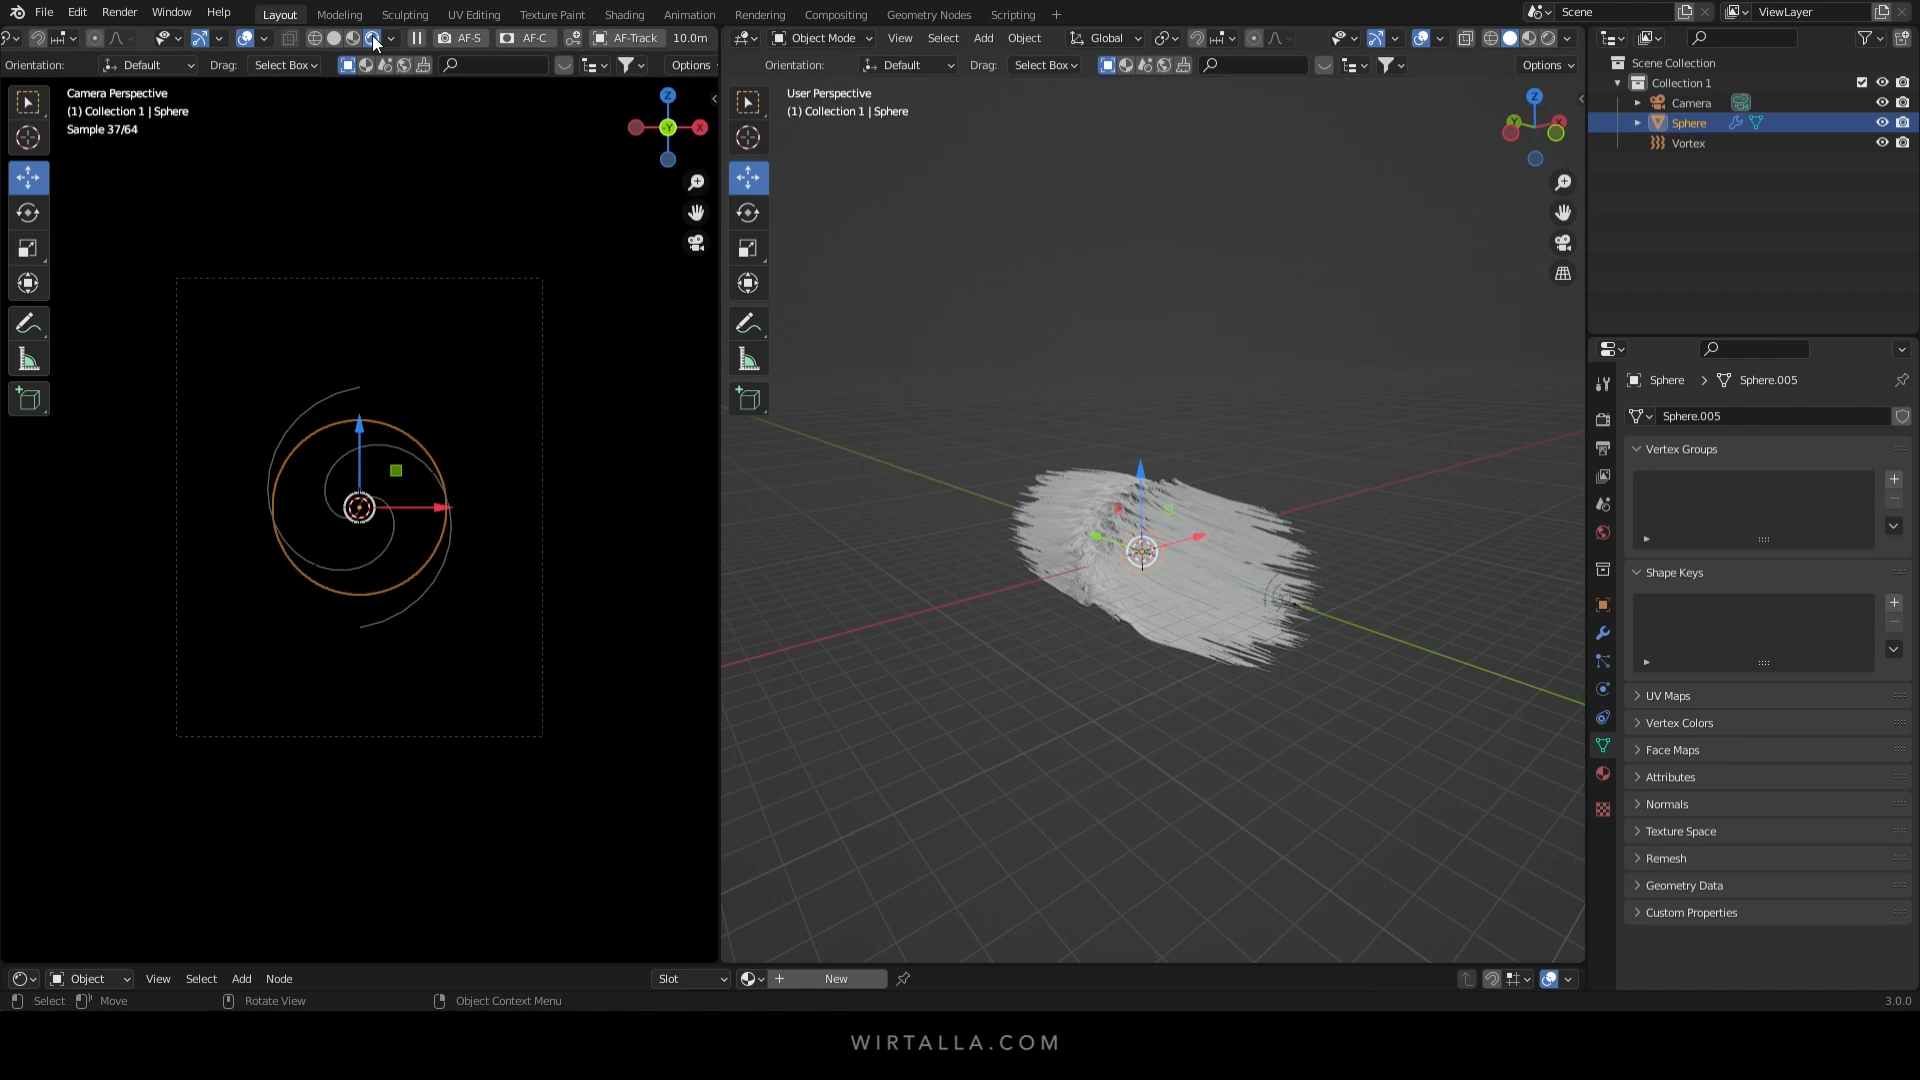 File Edit Render Window Help Layout Modeling Sculpting UV Editing Texture Paint Shading Animation Rendering Compositing Geometry Nodes Scripting + Scene ViewLayer
AF-S AF-C AF-Track 10.0m Object Mode View Select Add Object Global
Orientation: Default Drag: Select Box Options Orientation: Default Drag: Select Box Options
Camera Perspective
(1) Collection 1 | Sphere
Sample 37/64
Z
Y
X
User Perspective
(1) Collection 1 | Sphere
Z
Y
X
Scene Collection
Collection 1
Camera
Sphere
Vortex
Sphere Sphere.005
Sphere.005
Vertex Groups
Shape Keys
UV Maps
Vertex Colors
Face Maps
Attributes
Normals
Texture Space
Remesh
Geometry Data
Custom Properties
Object View Select Add Node Slot New
Select Move Rotate View Object Context Menu 3.0.0
WIRTALLA.COM